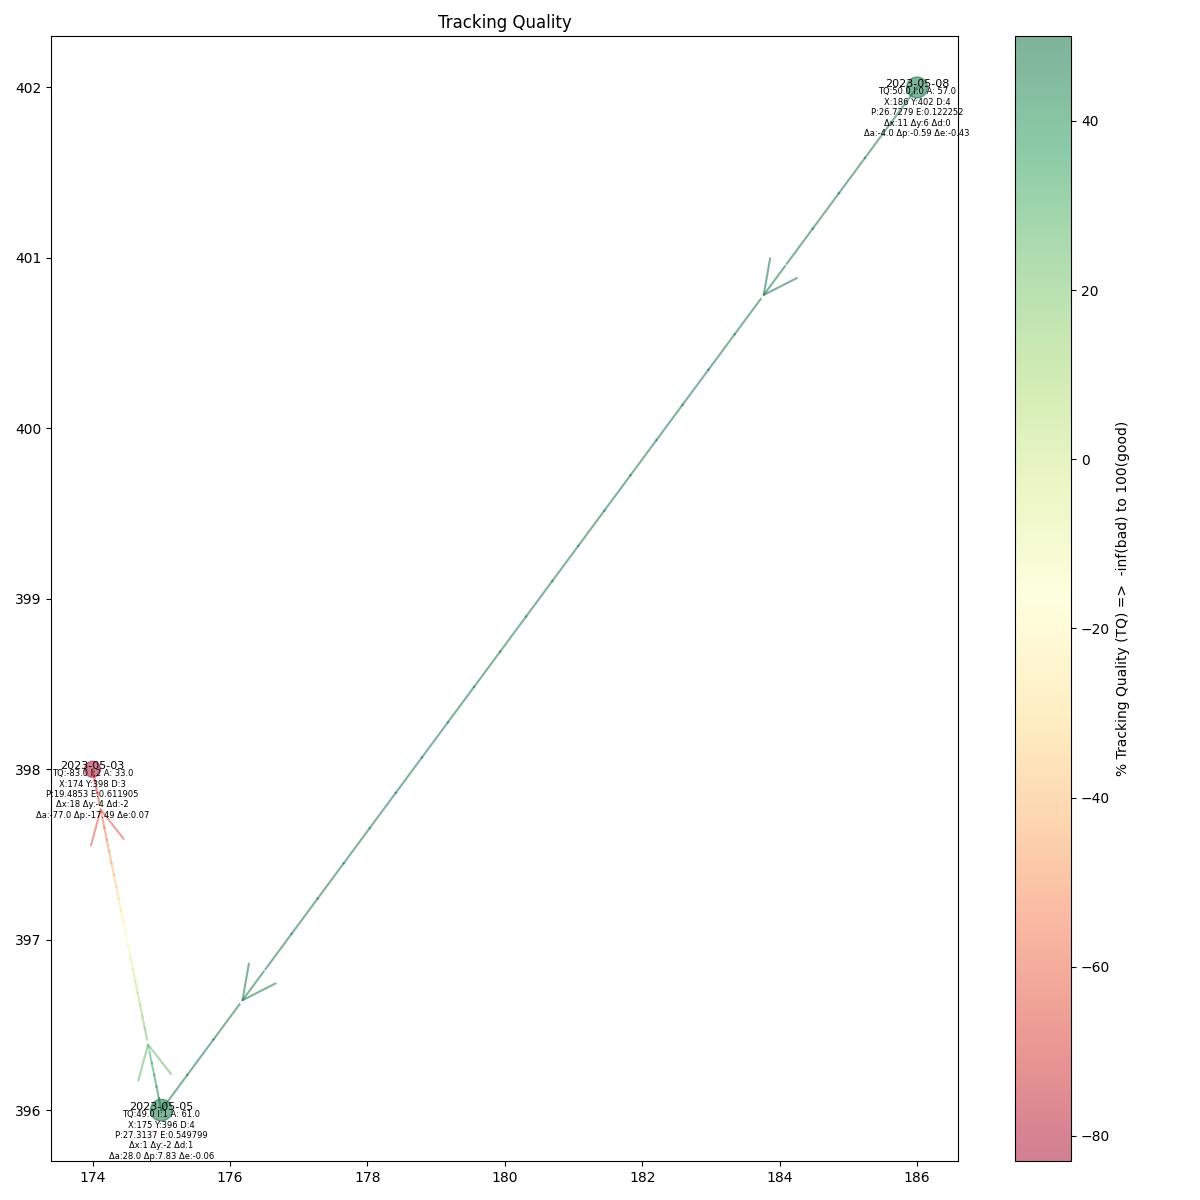 Tracking Quality
402
401
400
399
398
397
396
174
176
178
180
182
184
186
2023-05-08
TQ:50.0 I:0 A: 57.0
X:186 Y:402 D:4
P:26.7279 E:0.122252
Δx:11 Δy:6 Δd:0
Δa:-4.0 Δp:-0.59 Δe:-0.43
2023-05-03
TQ:-83.0 I:2 A: 33.0
X:174 Y:398 D:3
P:19.4853 E:0.611905
Δx:18 Δy:-4 Δd:-2
Δa:-77.0 Δp:-17.49 Δe:0.07
2023-05-05
TQ:49.0 I:1 A: 61.0
X:175 Y:396 D:4
P:27.3137 E:0.549799
Δx:1 Δy:-2 Δd:1
Δa:28.0 Δp:7.83 Δe:-0.06
40
20
0
−20
−40
−60
−80
% Tracking Quality (TQ) => -inf(bad) to 100(good)